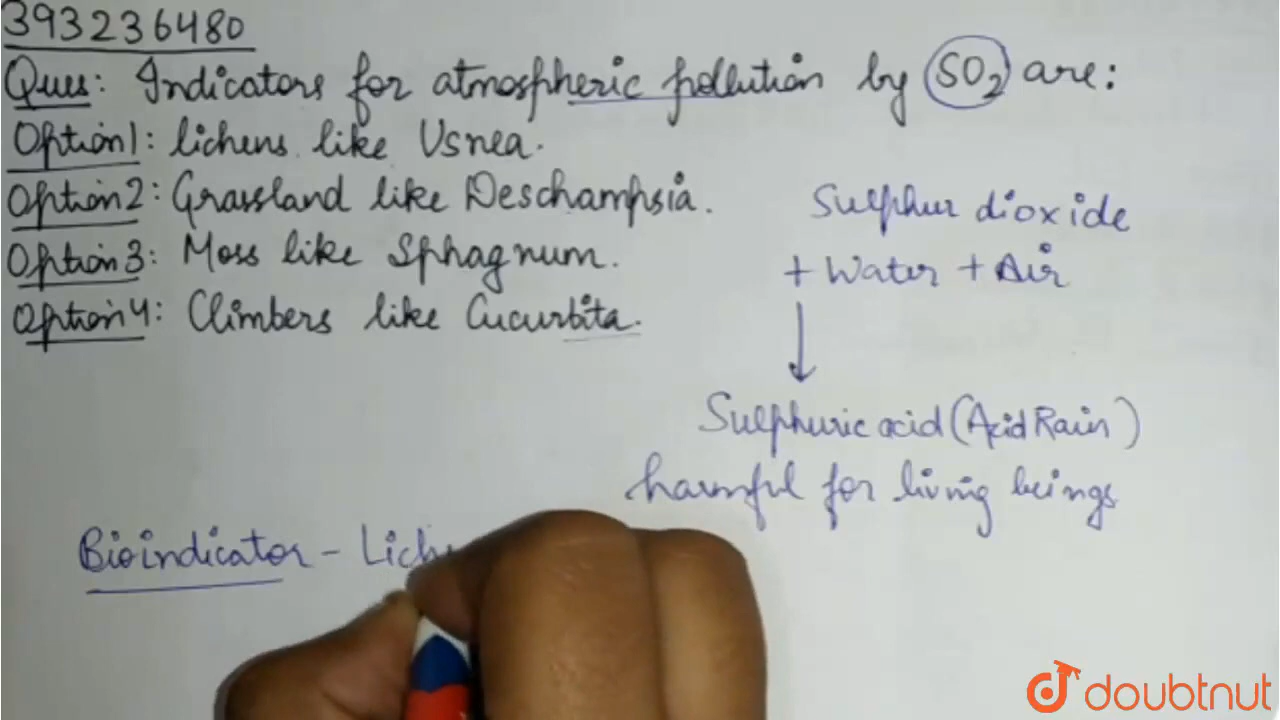 393236480
Ques: Indicators for atmospheric pollution by SO2 are:
Option1: lichens like Usnea.
Option2: Grassland like Deschampsia.
Option3: Moss like Sphagnum.
Option4: Climbers like Cucurbita.
Sulphur dioxide
+ Water + Air
↓
Sulphuric acid (Acid Rain)
harmful for living beings
Bioindicator - Lich
doubtnut